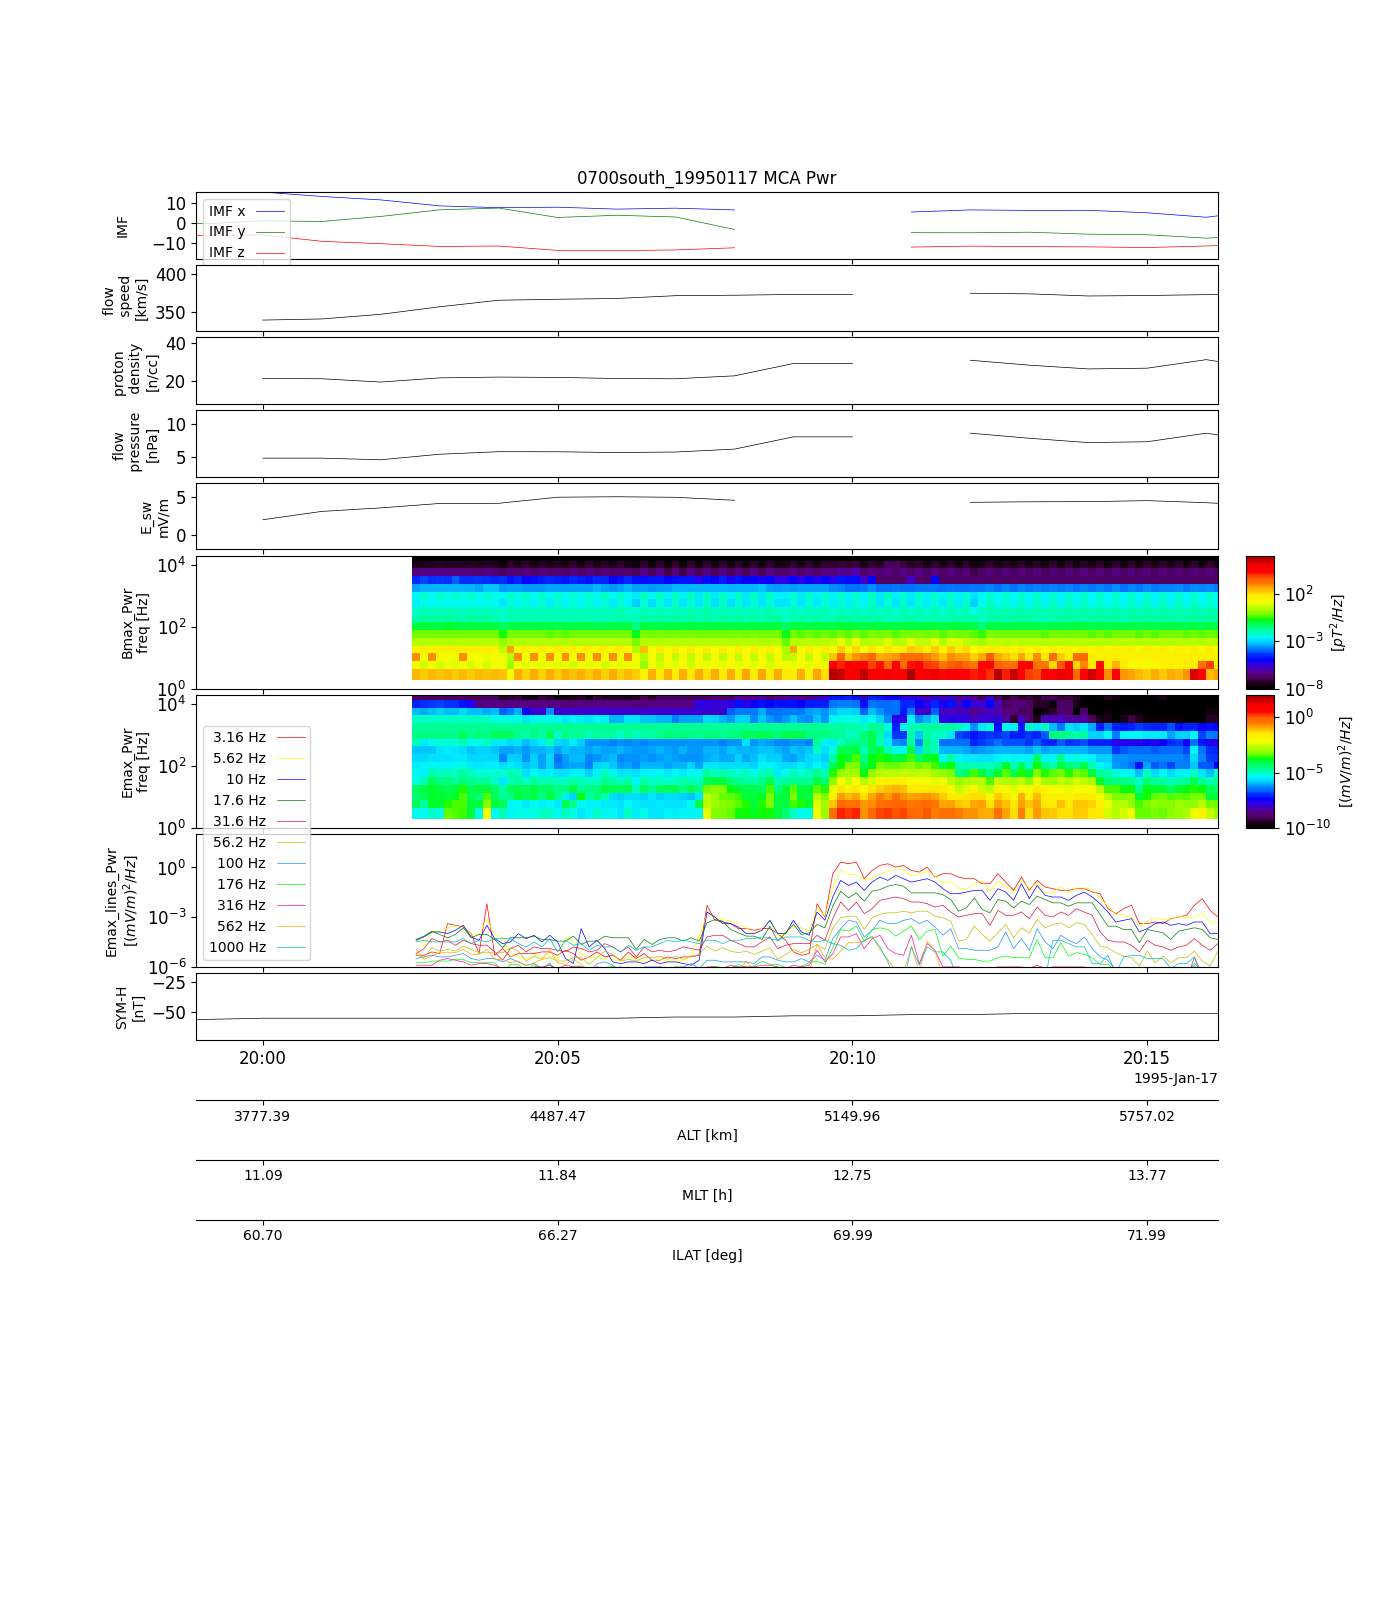 0700south_19950117 MCA Pwr
IMF
10
0
−10
IMF x
IMF y
IMF z
flow
speed
[km/s]
400
350
proton
density
[n/cc]
40
20
flow
pressure
[nPa]
10
5
E_sw
mV/m
5
0
Bmax_Pwr
freq [Hz]
10^4
10^2
10^0
10^2
10^−3
10^−8
[pT^2/Hz]
Emax_Pwr
freq [Hz]
10^4
10^2
10^0
10^0
10^−5
10^−10
[(mV/m)^2/Hz]
3.16 Hz
5.62 Hz
10 Hz
17.6 Hz
31.6 Hz
56.2 Hz
100 Hz
176 Hz
316 Hz
562 Hz
1000 Hz
Emax_lines_Pwr
[(mV/m)^2/Hz]
10^0
10^−3
10^−6
SYM-H
[nT]
−25
−50
20:00 20:05 20:10 20:15
1995-Jan-17
3777.39 4487.47 5149.96 5757.02
ALT [km]
11.09 11.84 12.75 13.77
MLT [h]
60.70 66.27 69.99 71.99
ILAT [deg]